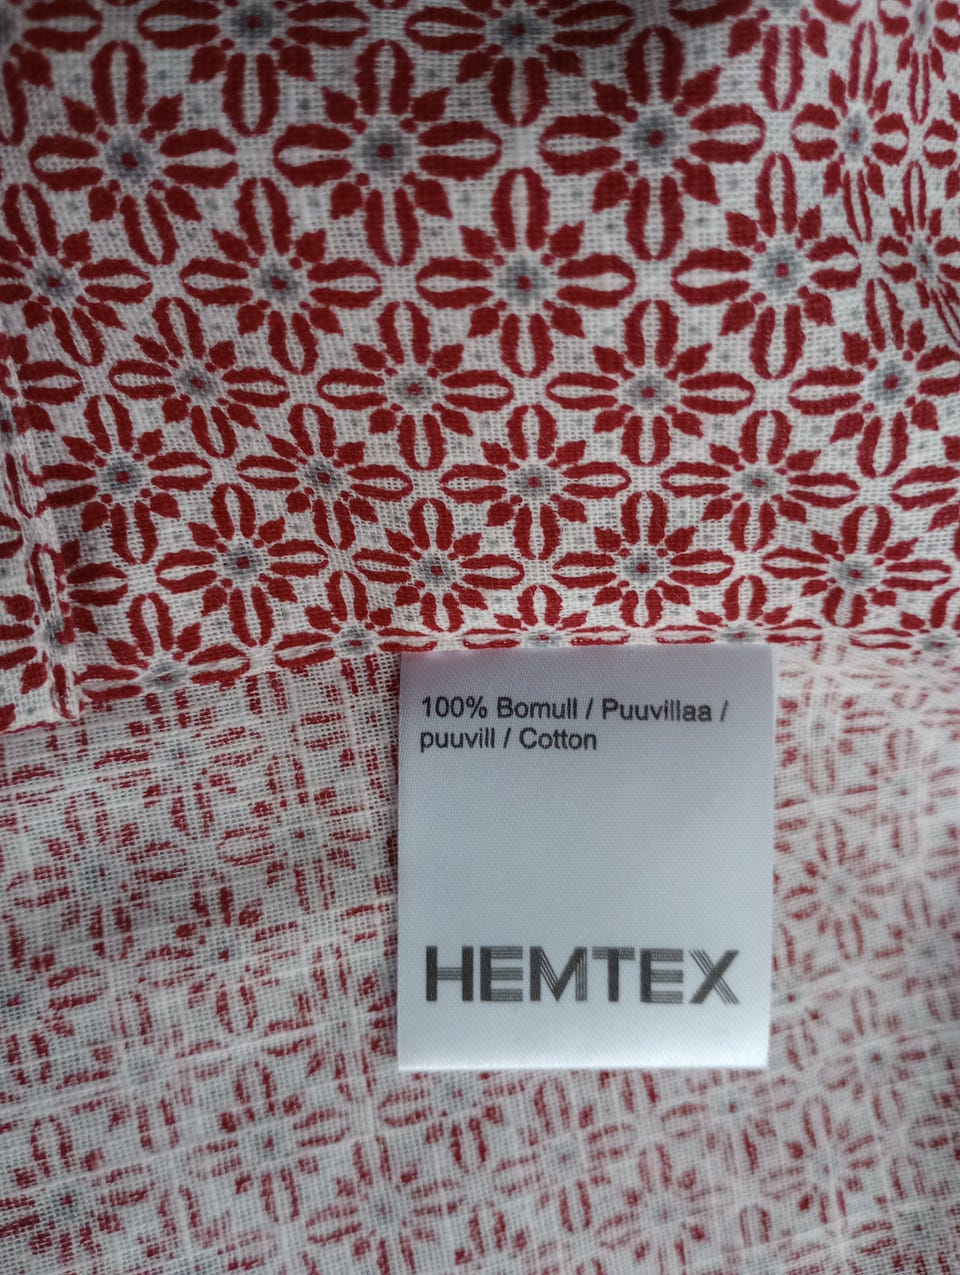 100% Bomull / Puuvillaa /
puuvill / Cotton
HEMTEX